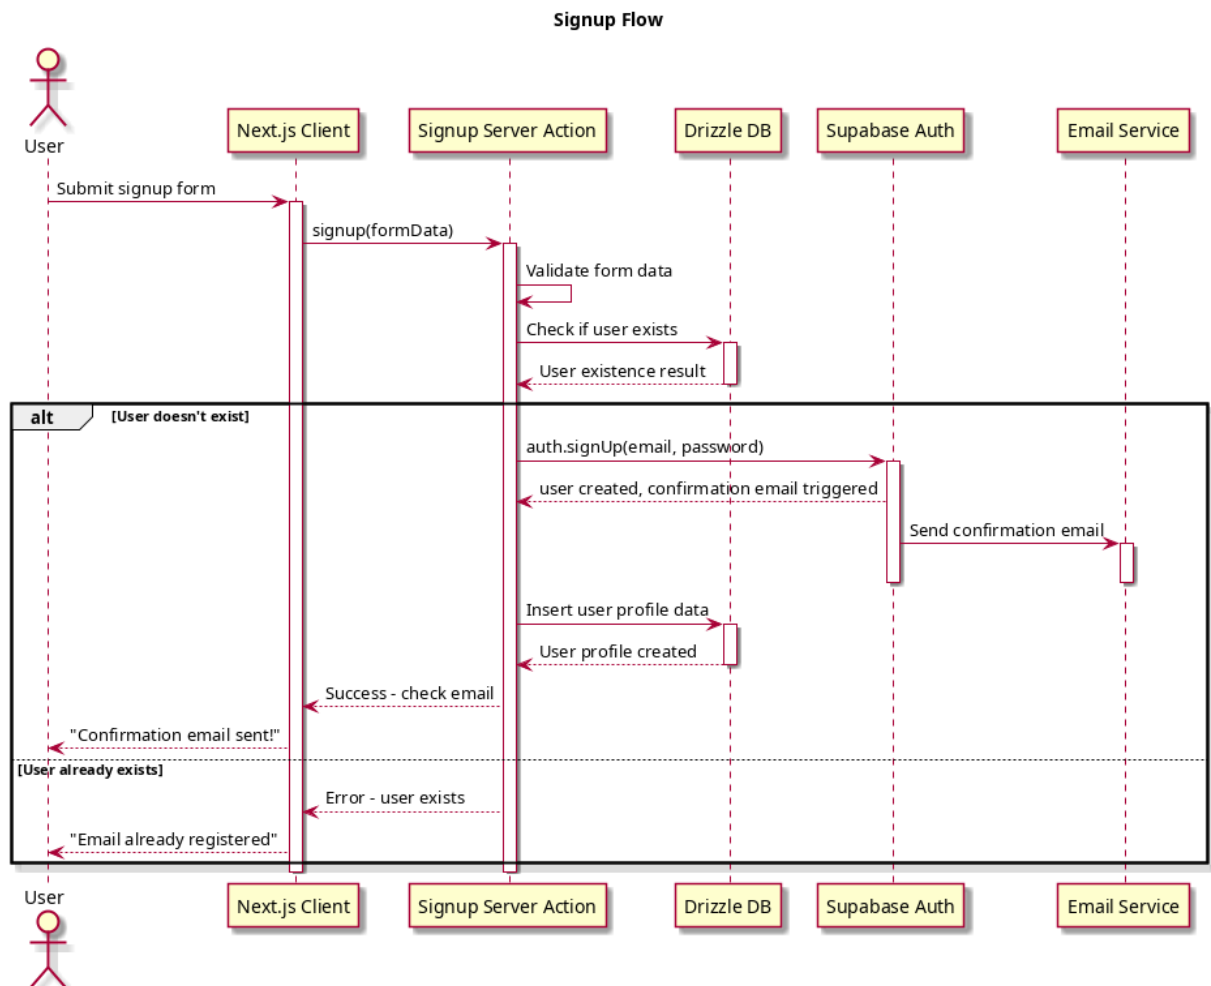 Signup Flow
User
Next.js Client
Signup Server Action
Drizzle DB
Supabase Auth
Email Service
Submit signup form
signup(formData)
Validate form data
Check if user exists
User existence result
alt
[User doesn't exist]
auth.signUp(email, password)
user created, confirmation email triggered
Send confirmation email
Insert user profile data
User profile created
Success - check email
"Confirmation email sent!"
[User already exists]
Error - user exists
"Email already registered"
User
Next.js Client
Signup Server Action
Drizzle DB
Supabase Auth
Email Service